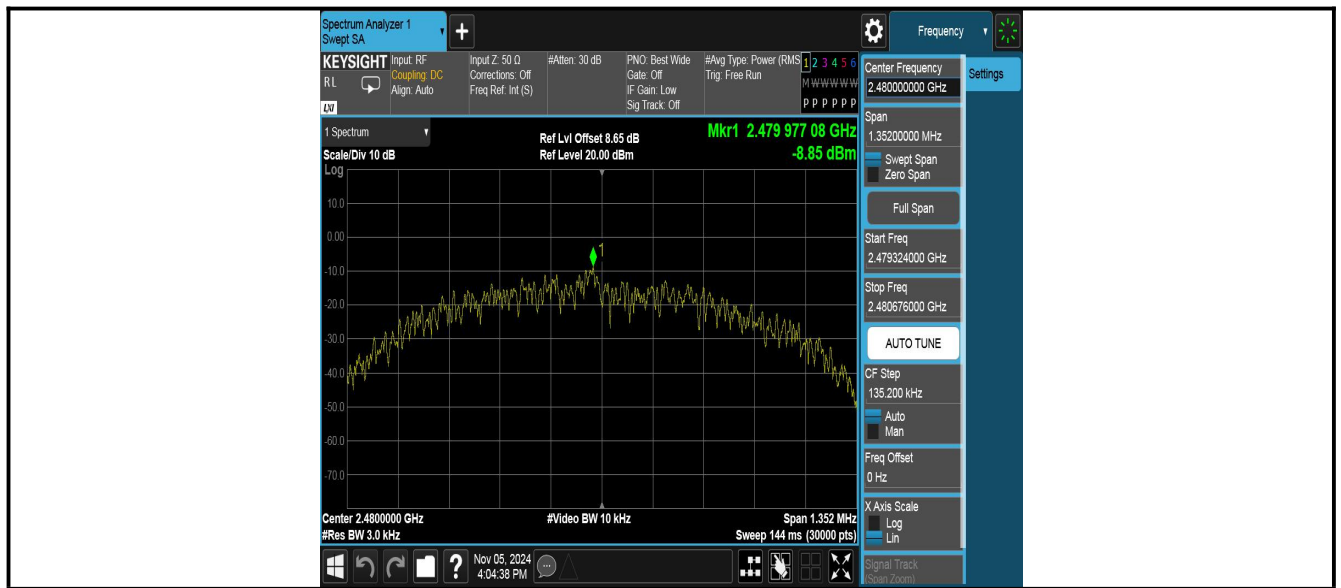 Spectrum Analyzer 1
Swept SA
+
Frequency
KEYSIGHT
RL
LXI
Input: RF
Coupling: DC
Align: Auto
Input Z: 50 Ω
Corrections: Off
Freq Ref: Int (S)
#Atten: 30 dB
PNO: Best Wide
Gate: Off
IF Gain: Low
Sig Track: Off
#Avg Type: Power (RMS
Trig: Free Run
1 2 3 4 5 6
M W W W W W
P P P P P P
1 Spectrum
Scale/Div 10 dB
Log
Ref Lvl Offset 8.65 dB
Ref Level 20.00 dBm
Mkr1 2.479 977 08 GHz
-8.85 dBm
10.0
0.00
-10.0
-20.0
-30.0
-40.0
-50.0
-60.0
-70.0
1
Center 2.4800000 GHz
#Res BW 3.0 kHz
#Video BW 10 kHz
Span 1.352 MHz
Sweep 144 ms (30000 pts)
Nov 05, 2024
4:04:38 PM
?
Center Frequency
2.480000000 GHz
Settings
Span
1.35200000 MHz
Swept Span
Zero Span
Full Span
Start Freq
2.479324000 GHz
Stop Freq
2.480676000 GHz
AUTO TUNE
CF Step
135.200 kHz
Auto
Man
Freq Offset
0 Hz
X Axis Scale
Log
Lin
Signal Track
(Span Zoom)